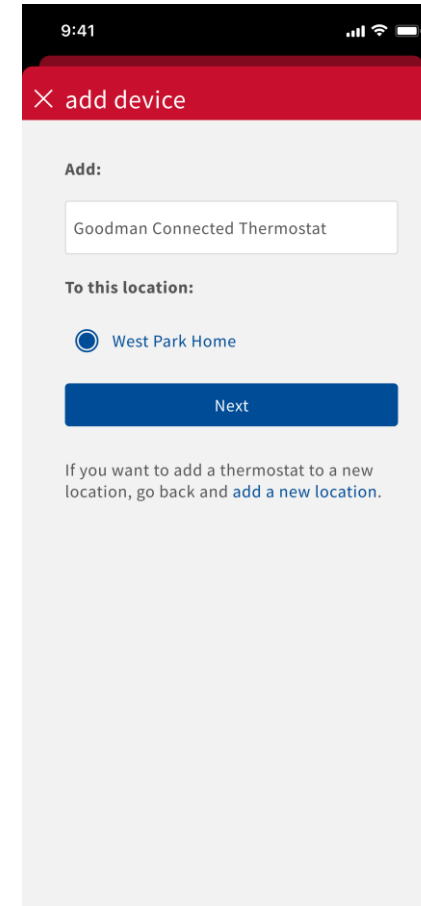 9:41
add device
Add:
Goodman Connected Thermostat
To this location:
West Park Home
Next
If you want to add a thermostat to a new
location, go back and add a new location.